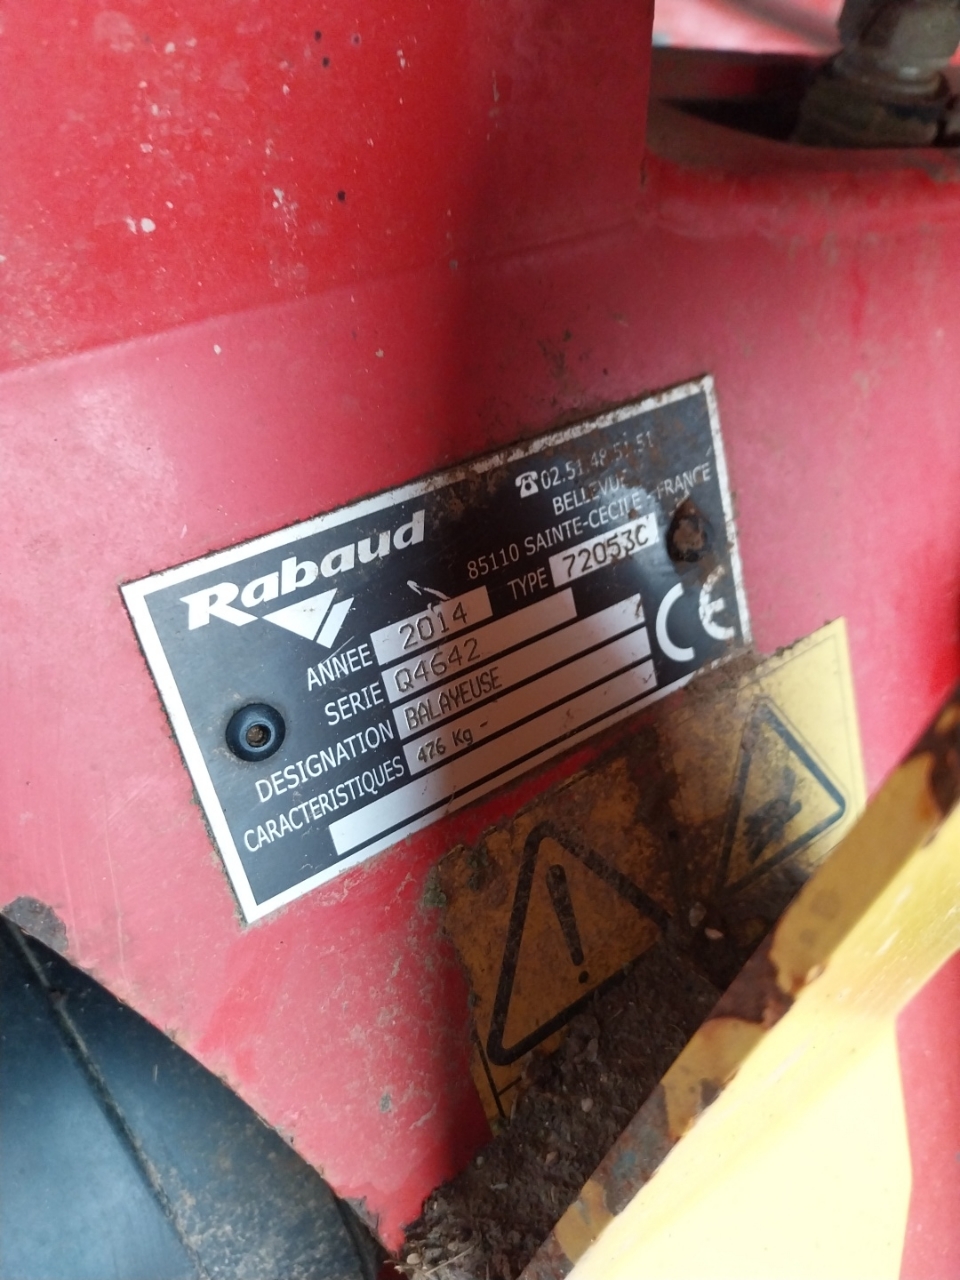 Rabaud
02.51.48.51.51
BELLEVUE
85110 SAINTE-CECILE - FRANCE
ANNEE 2014 TYPE 72053C
SERIE Q4642
DESIGNATION BALAYEUSE
CARACTERISTIQUES 476 Kg -
CE
!